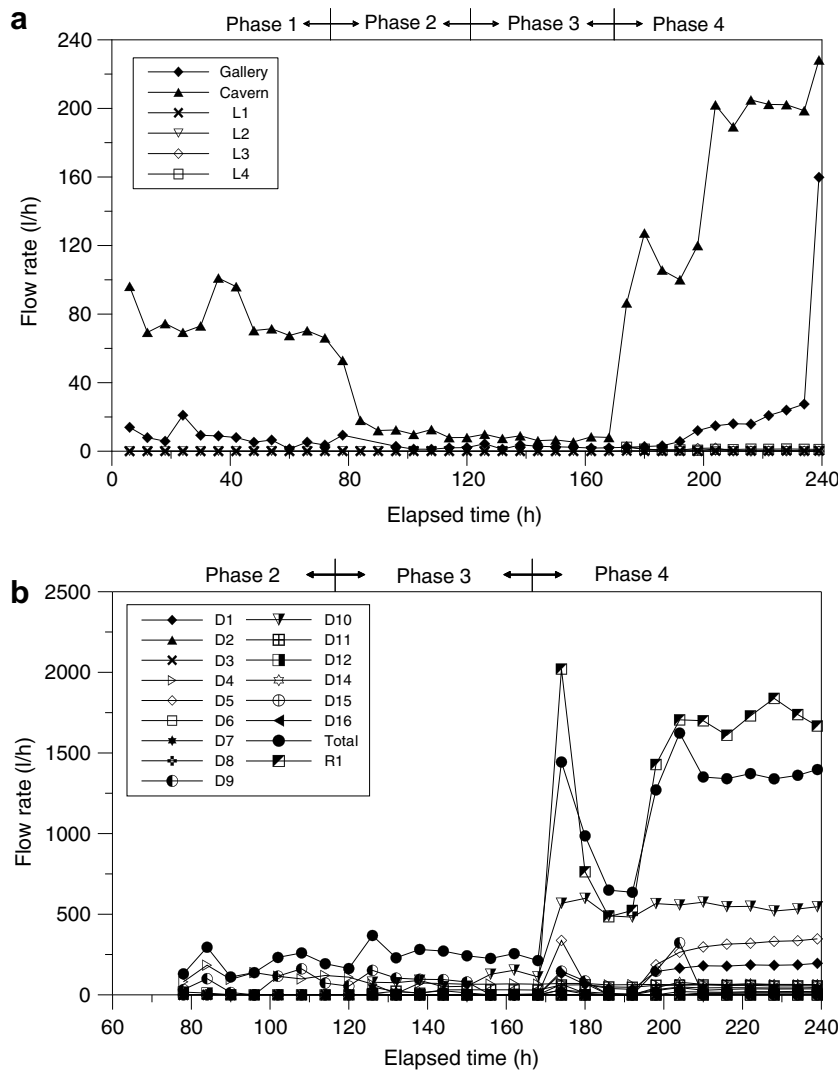 a
Phase 1 Phase 2 Phase 3 Phase 4
240
200
160
120
80
40
0
Flow rate (l/h)
Gallery
Cavern
L1
L2
L3
L4
0 40 80 120 160 200 240
Elapsed time (h)
b
Phase 2 Phase 3 Phase 4
2500
2000
1500
1000
500
0
Flow rate (l/h)
D1 D10
D2 D11
D3 D12
D4 D14
D5 D15
D6 D16
D7 Total
D8 R1
D9
60 80 100 120 140 160 180 200 220 240
Elapsed time (h)